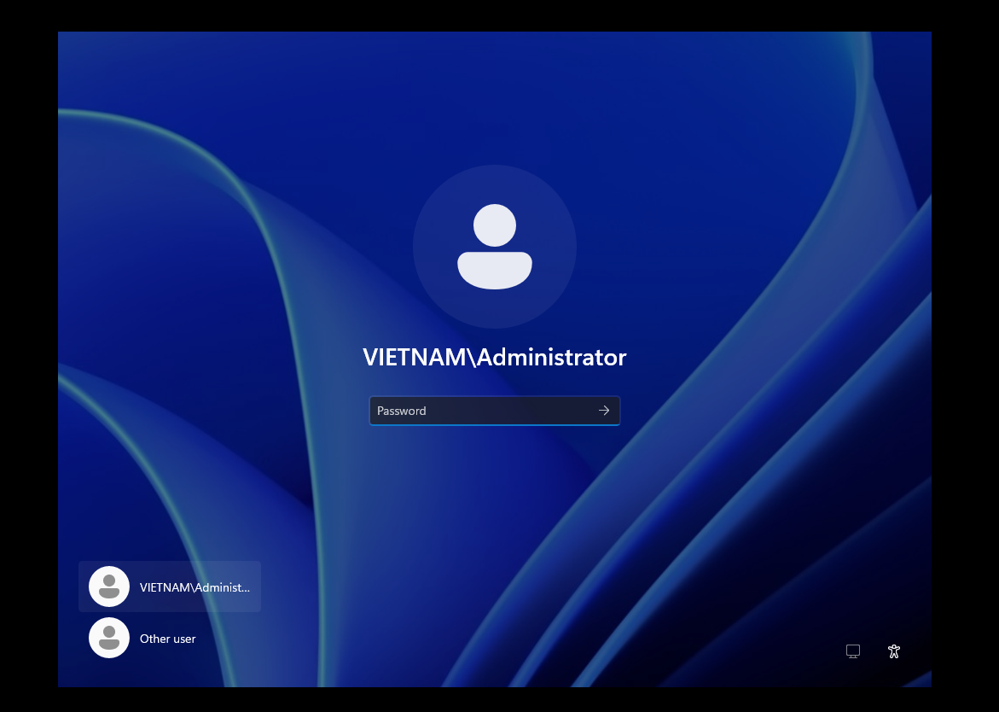 VIETNAM\Administrator
Password
VIETNAM\Administ...
Other user